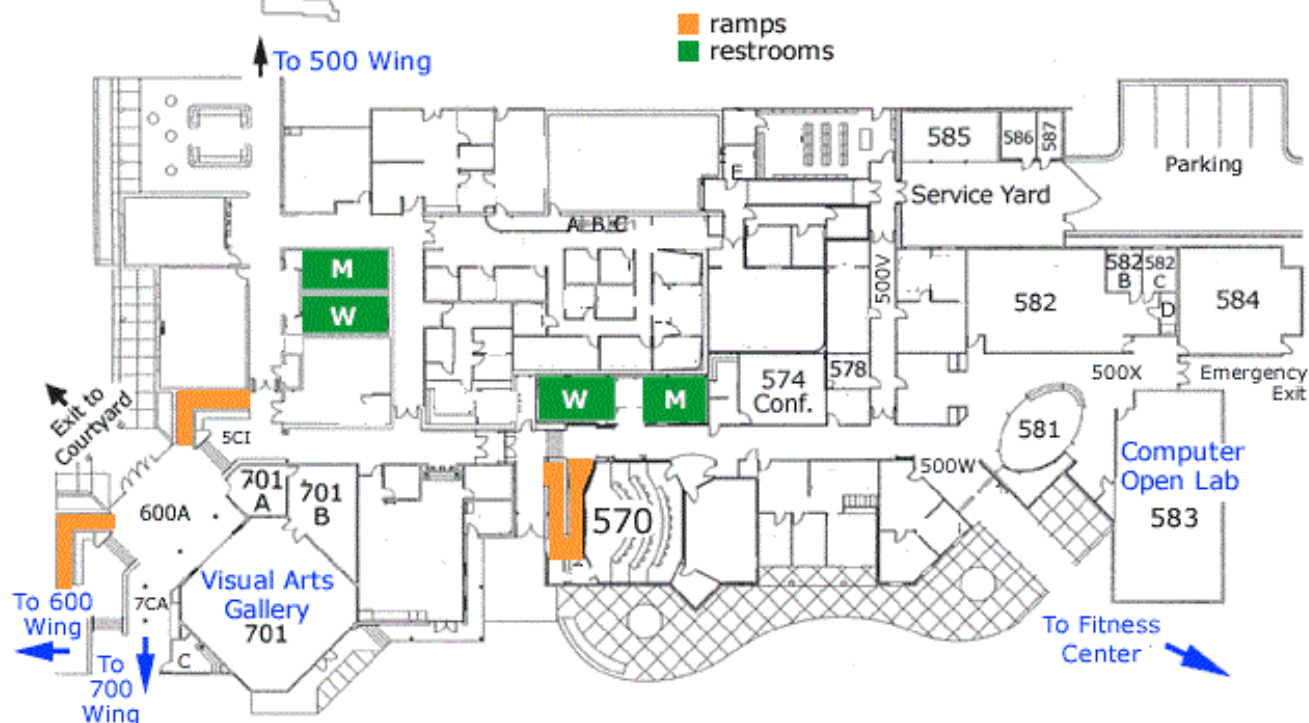 ramps
restrooms
To 500 Wing
585
586
587
Parking
E
Service Yard
A B C
M
W
500V
582
582
B
582
C
D
584
574
Conf.
578
500X
Emergency
Exit
W
M
Exit to
Courtyard
5CI
581
Computer
Open Lab
583
500W
701
A
701
B
600A
570
Visual Arts
Gallery
701
7CA
C
To 600
Wing
To
700
Wing
To Fitness
Center